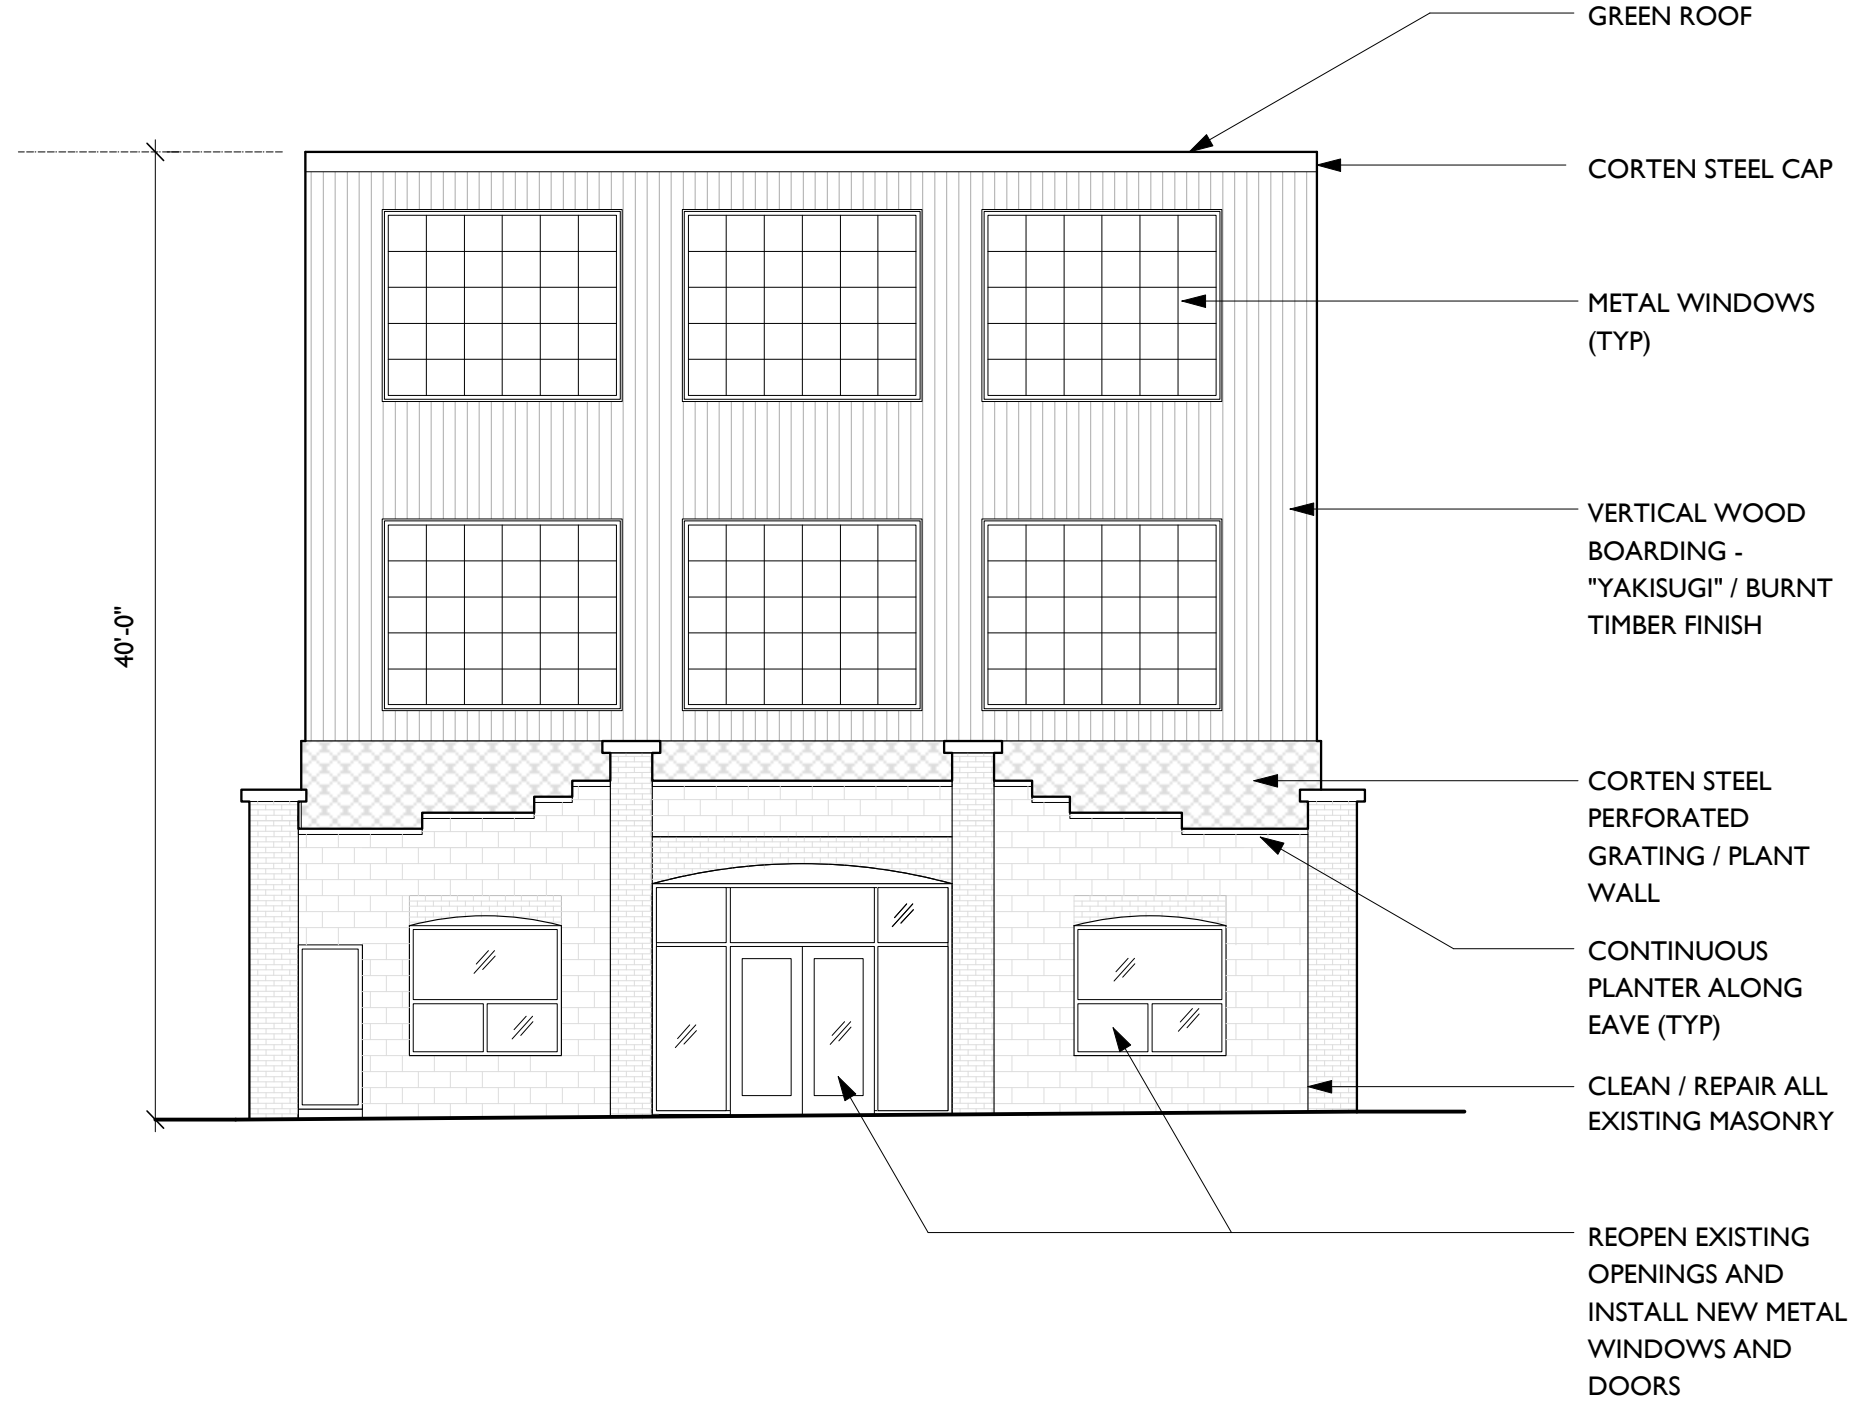 GREEN ROOF
CORTEN STEEL CAP
METAL WINDOWS
(TYP)
VERTICAL WOOD
BOARDING -
"YAKISUGI" / BURNT
TIMBER FINISH
40'-0"
CORTEN STEEL
PERFORATED
GRATING / PLANT
WALL
CONTINUOUS
PLANTER ALONG
EAVE (TYP)
CLEAN / REPAIR ALL
EXISTING MASONRY
REOPEN EXISTING
OPENINGS AND
INSTALL NEW METAL
WINDOWS AND
DOORS